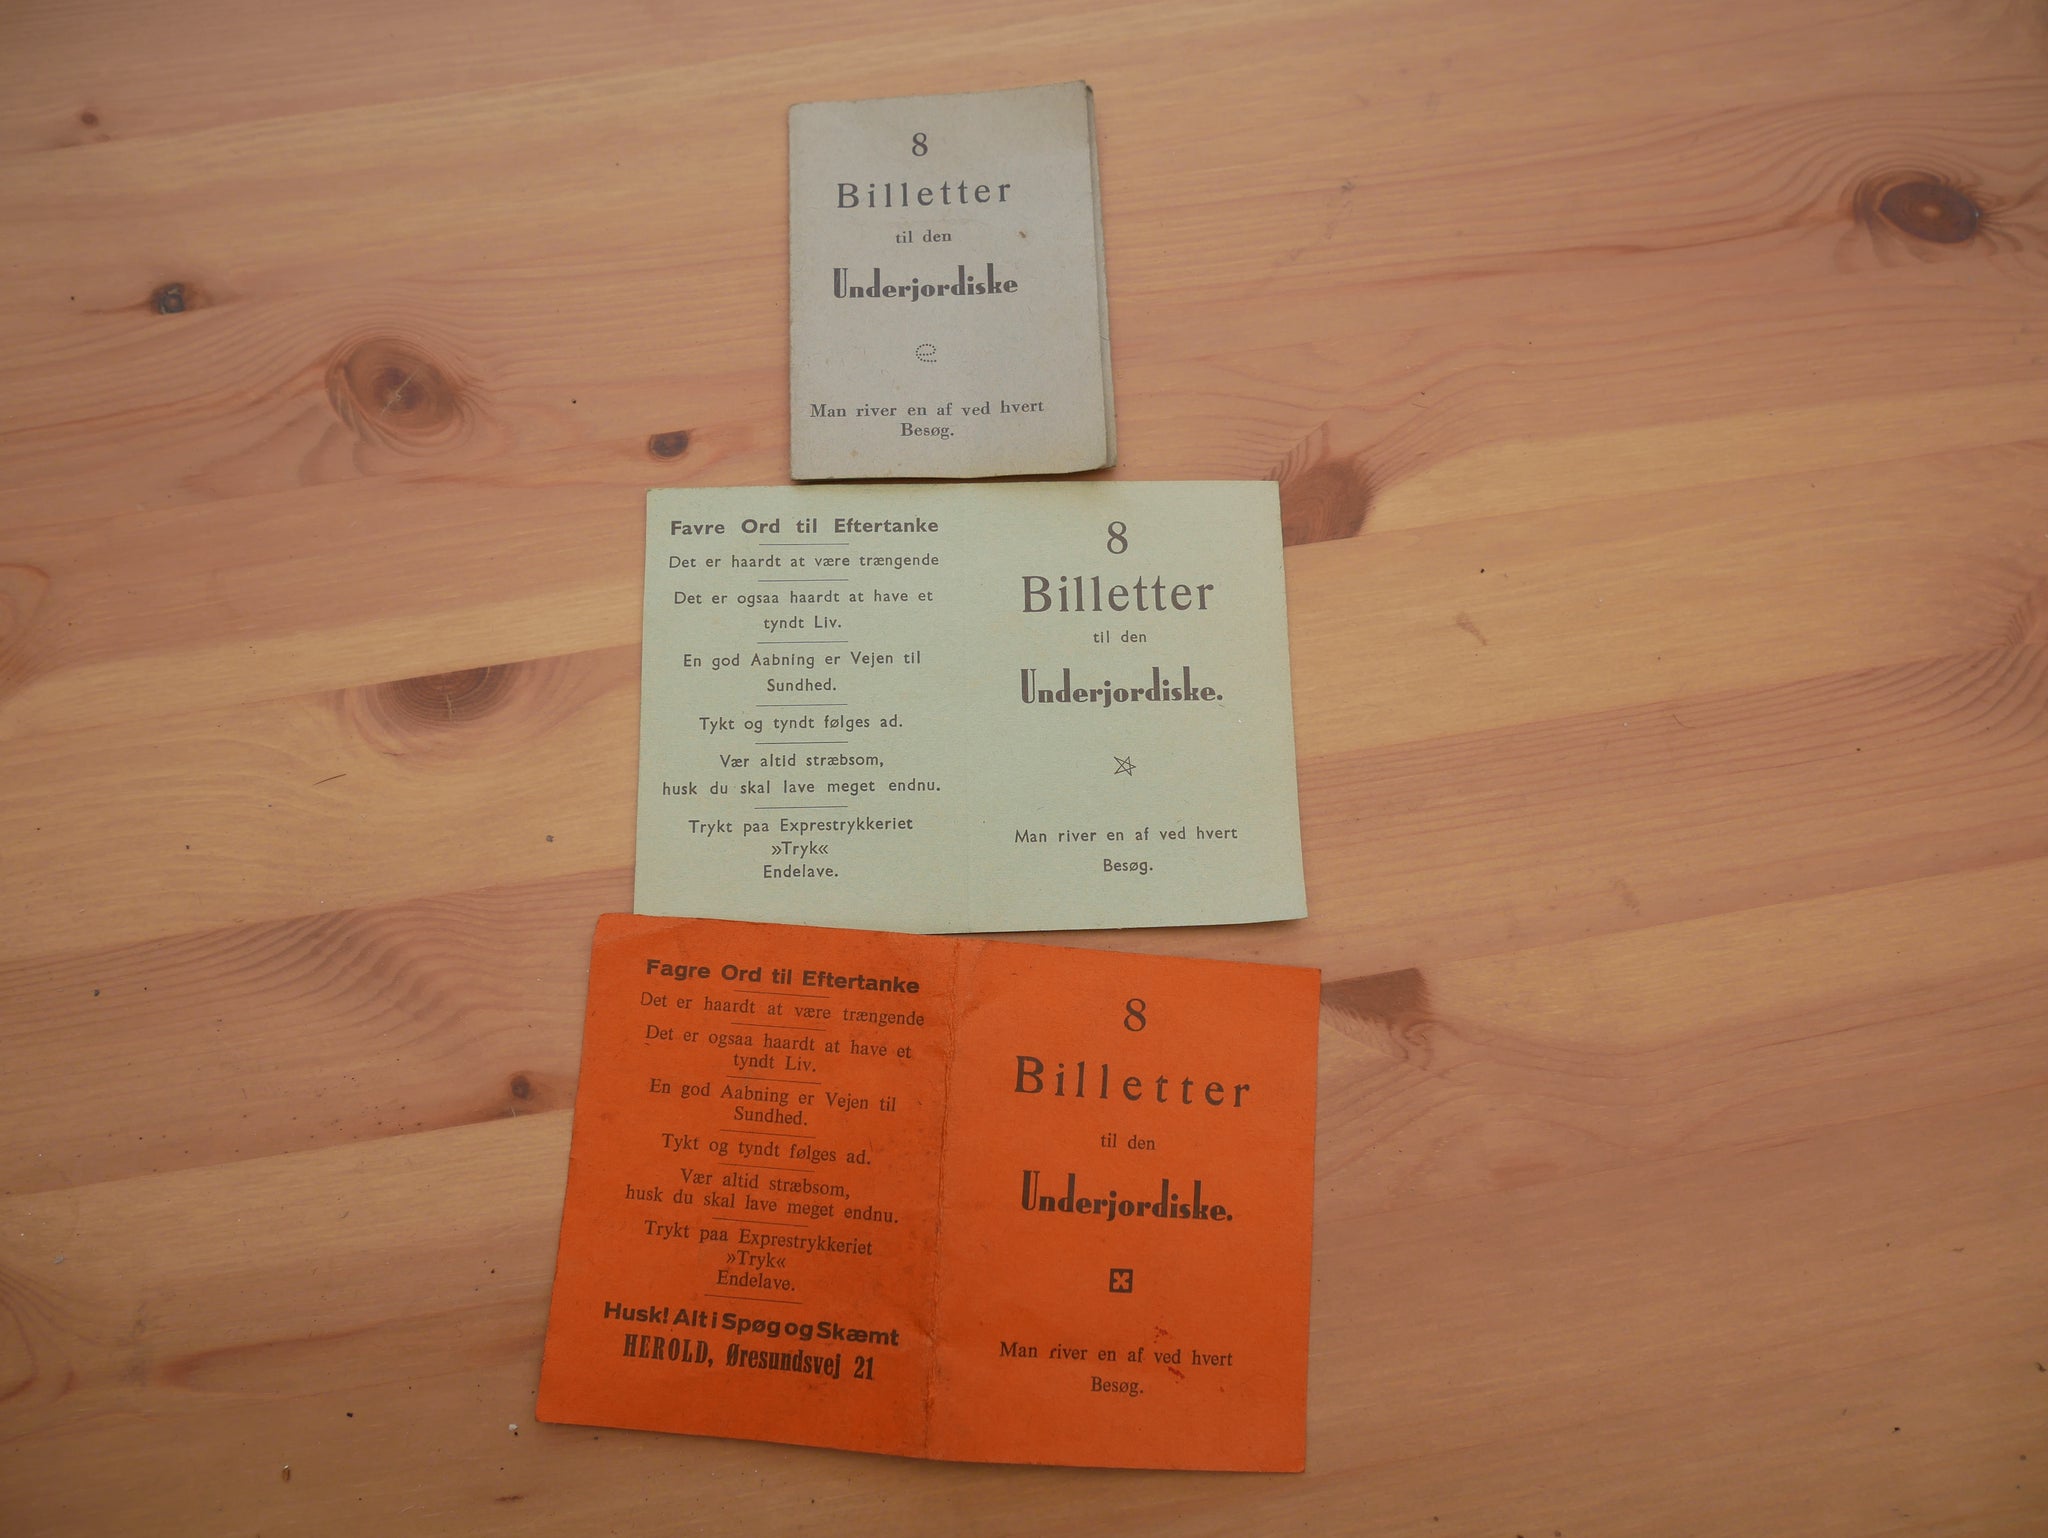 8
Billetter
til den
Underjordiske
Man river en af ved hvert
Besøg.
Favre Ord til Eftertanke
Det er haardt at være trængende
Det er ogsaa haardt at have et
tyndt Liv.
En god Aabning er Vejen til
Sundhed.
Tykt og tyndt følges ad.
Vær altid stræbsom,
husk du skal lave meget endnu.
Trykt paa Exprestrykkeriet
»Tryk«
Endelave.
8
Billetter
til den
Underjordiske.
Man river en af ved hvert
Besøg.
Fagre Ord til Eftertanke
Det er haardt at være trængende
Det er ogsaa haardt at have et
tyndt Liv.
En god Aabning er Vejen til
Sundhed.
Tykt og tyndt følges ad.
Vær altid stræbsom,
husk du skal lave meget endnu.
Trykt paa Exprestrykkeriet
»Tryk«
Endelave.
Husk! Alt i Spøg og Skæmt
HEROLD, Øresundsvej 21
8
Billetter
til den
Underjordiske.
Man river en af ved hvert
Besøg.